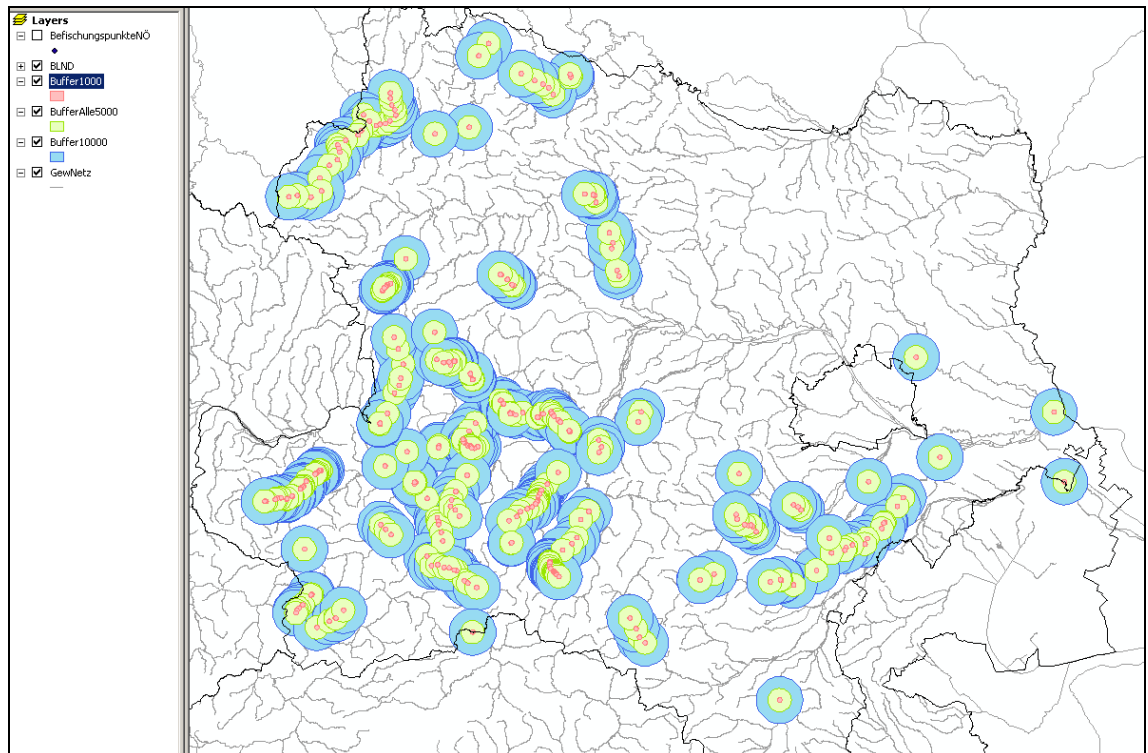 Layers
BefischungspunkteNÖ
BLND
Buffer1000
BufferAlle5000
Buffer10000
GewNetz